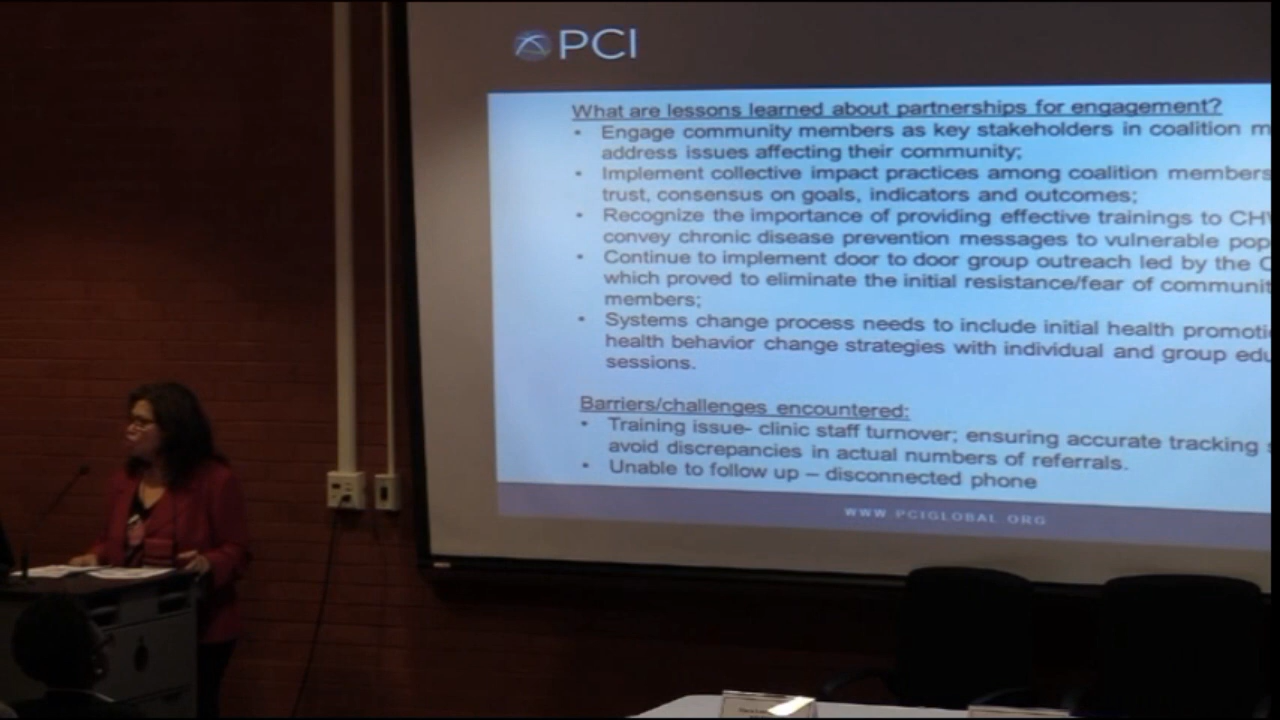 PCI
What are lessons learned about partnerships for engagement?
• Engage community members as key stakeholders in coalition m
address issues affecting their community;
• Implement collective impact practices among coalition members
trust, consensus on goals, indicators and outcomes;
• Recognize the importance of providing effective trainings to CH
convey chronic disease prevention messages to vulnerable pop
• Continue to implement door to door group outreach led by the C
which proved to eliminate the initial resistance/fear of communit
members;
• Systems change process needs to include initial health promoti
health behavior change strategies with individual and group edu
sessions.
Barriers/challenges encountered:
• Training issue- clinic staff turnover; ensuring accurate tracking
avoid discrepancies in actual numbers of referrals.
• Unable to follow up – disconnected phone
WWW.PCIGLOBAL.ORG